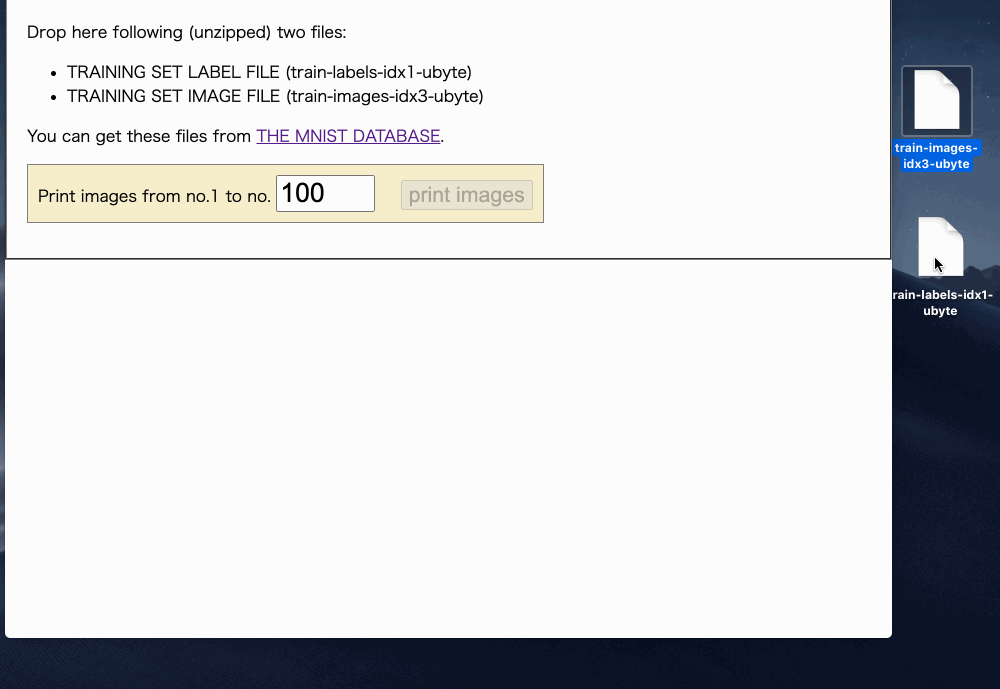 Drop here following (unzipped) two files:
• TRAINING SET LABEL FILE (train-labels-idx1-ubyte)
• TRAINING SET IMAGE FILE (train-images-idx3-ubyte)
You can get these files from THE MNIST DATABASE.
Print images from no.1 to no. 100 print images
train-images-
idx3-ubyte
rain-labels-idx1-
ubyte